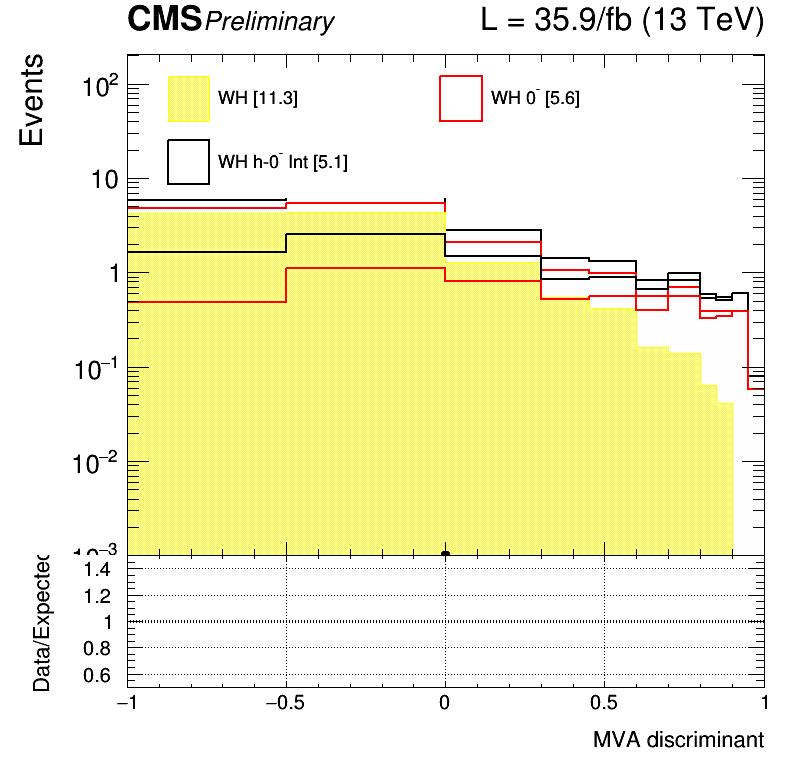 CMS Preliminary L = 35.9/fb (13 TeV)
Events
10²
10
1
10⁻¹
10⁻²
10⁻³
WH [11.3]
WH 0⁻ [5.6]
WH h-0⁻ Int [5.1]
Data/Expected
1.4
1.2
1
0.8
0.6
−1 −0.5 0 0.5 1
MVA discriminant